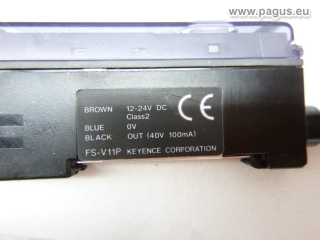 www.pagus.eu
BROWN 12-24V DC
Class2
BLUE 0V
BLACK OUT (40V 100mA)
FS-V11P KEYENCE CORPORATION
CE